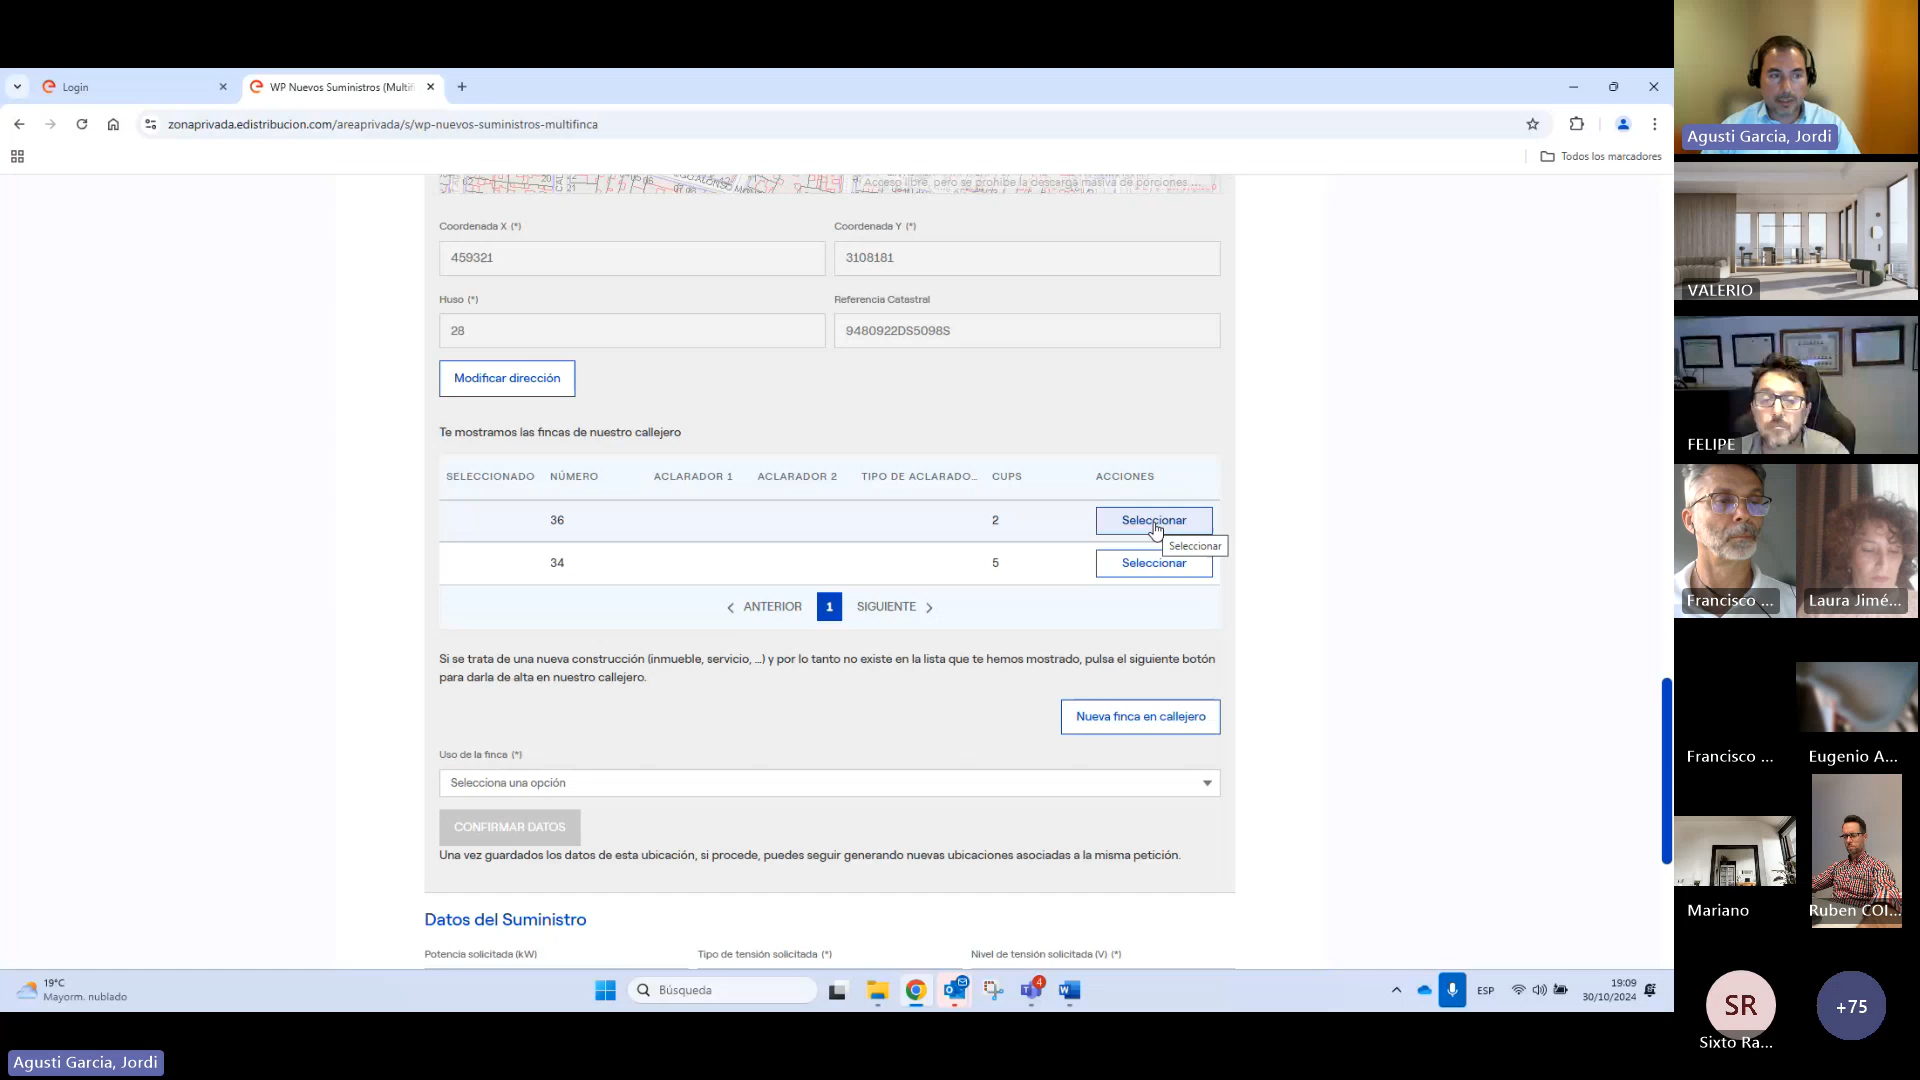 Login
WP Nuevos Suministros (Multifi
zonaprivada.edistribucion.com/areaprivada/s/wp-nuevos-suministros-multifinca
Todos los marcadores
Acceso libre, pero se prohibe la descarga masiva de porciones ...
Coordenada X (*)
Coordenada Y (*)
459321
3108181
Huso (*)
Referencia Catastral
28
9480922DS5098S
Modificar dirección
Te mostramos las fincas de nuestro callejero
SELECCIONADO NÚMERO ACLARADOR 1 ACLARADOR 2 TIPO DE ACLARADO... CUPS ACCIONES
36 2 Seleccionar
Seleccionar
34 5 Seleccionar
ANTERIOR 1 SIGUIENTE
Si se trata de una nueva construcción (inmueble, servicio, ...) y por lo tanto no existe en la lista que te hemos mostrado, pulsa el siguiente botón
para darla de alta en nuestro callejero.
Nueva finca en callejero
Uso de la finca (*)
Selecciona una opción
CONFIRMAR DATOS
Una vez guardados los datos de esta ubicación, si procede, puedes seguir generando nuevas ubicaciones asociadas a la misma petición.
Datos del Suministro
Potencia solicitada (kW)
Tipo de tensión solicitada (*)
Nivel de tensión solicitada (V) (*)
19°C
Mayorm. nublado
Búsqueda
4
ESP
19:09
30/10/2024
Agusti Garcia, Jordi
Agusti Garcia, Jordi
VALERIO
FELIPE
Francisco ...
Laura Jimé...
Francisco ...
Eugenio A...
Mariano
Ruben COI...
SR
Sixto Ra...
+75